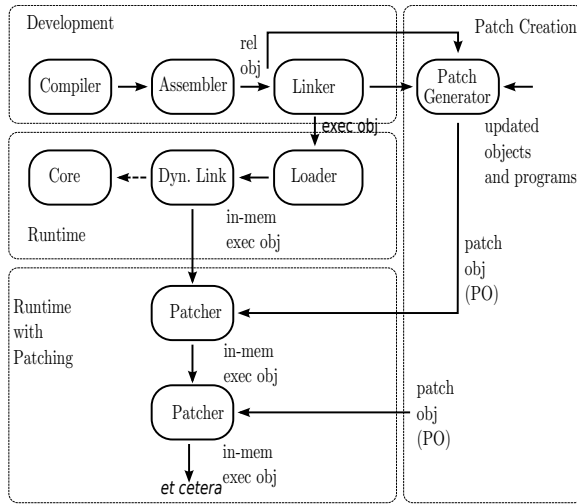 Development
Patch Creation
rel
obj
Compiler
Assembler
Linker
Patch
Generator
exec obj
updated
objects
and programs
Core
Dyn. Link
Loader
Runtime
in-mem
exec obj
patch
obj
(PO)
Runtime
with
Patching
Patcher
in-mem
exec obj
Patcher
patch
obj
(PO)
in-mem
exec obj
et cetera